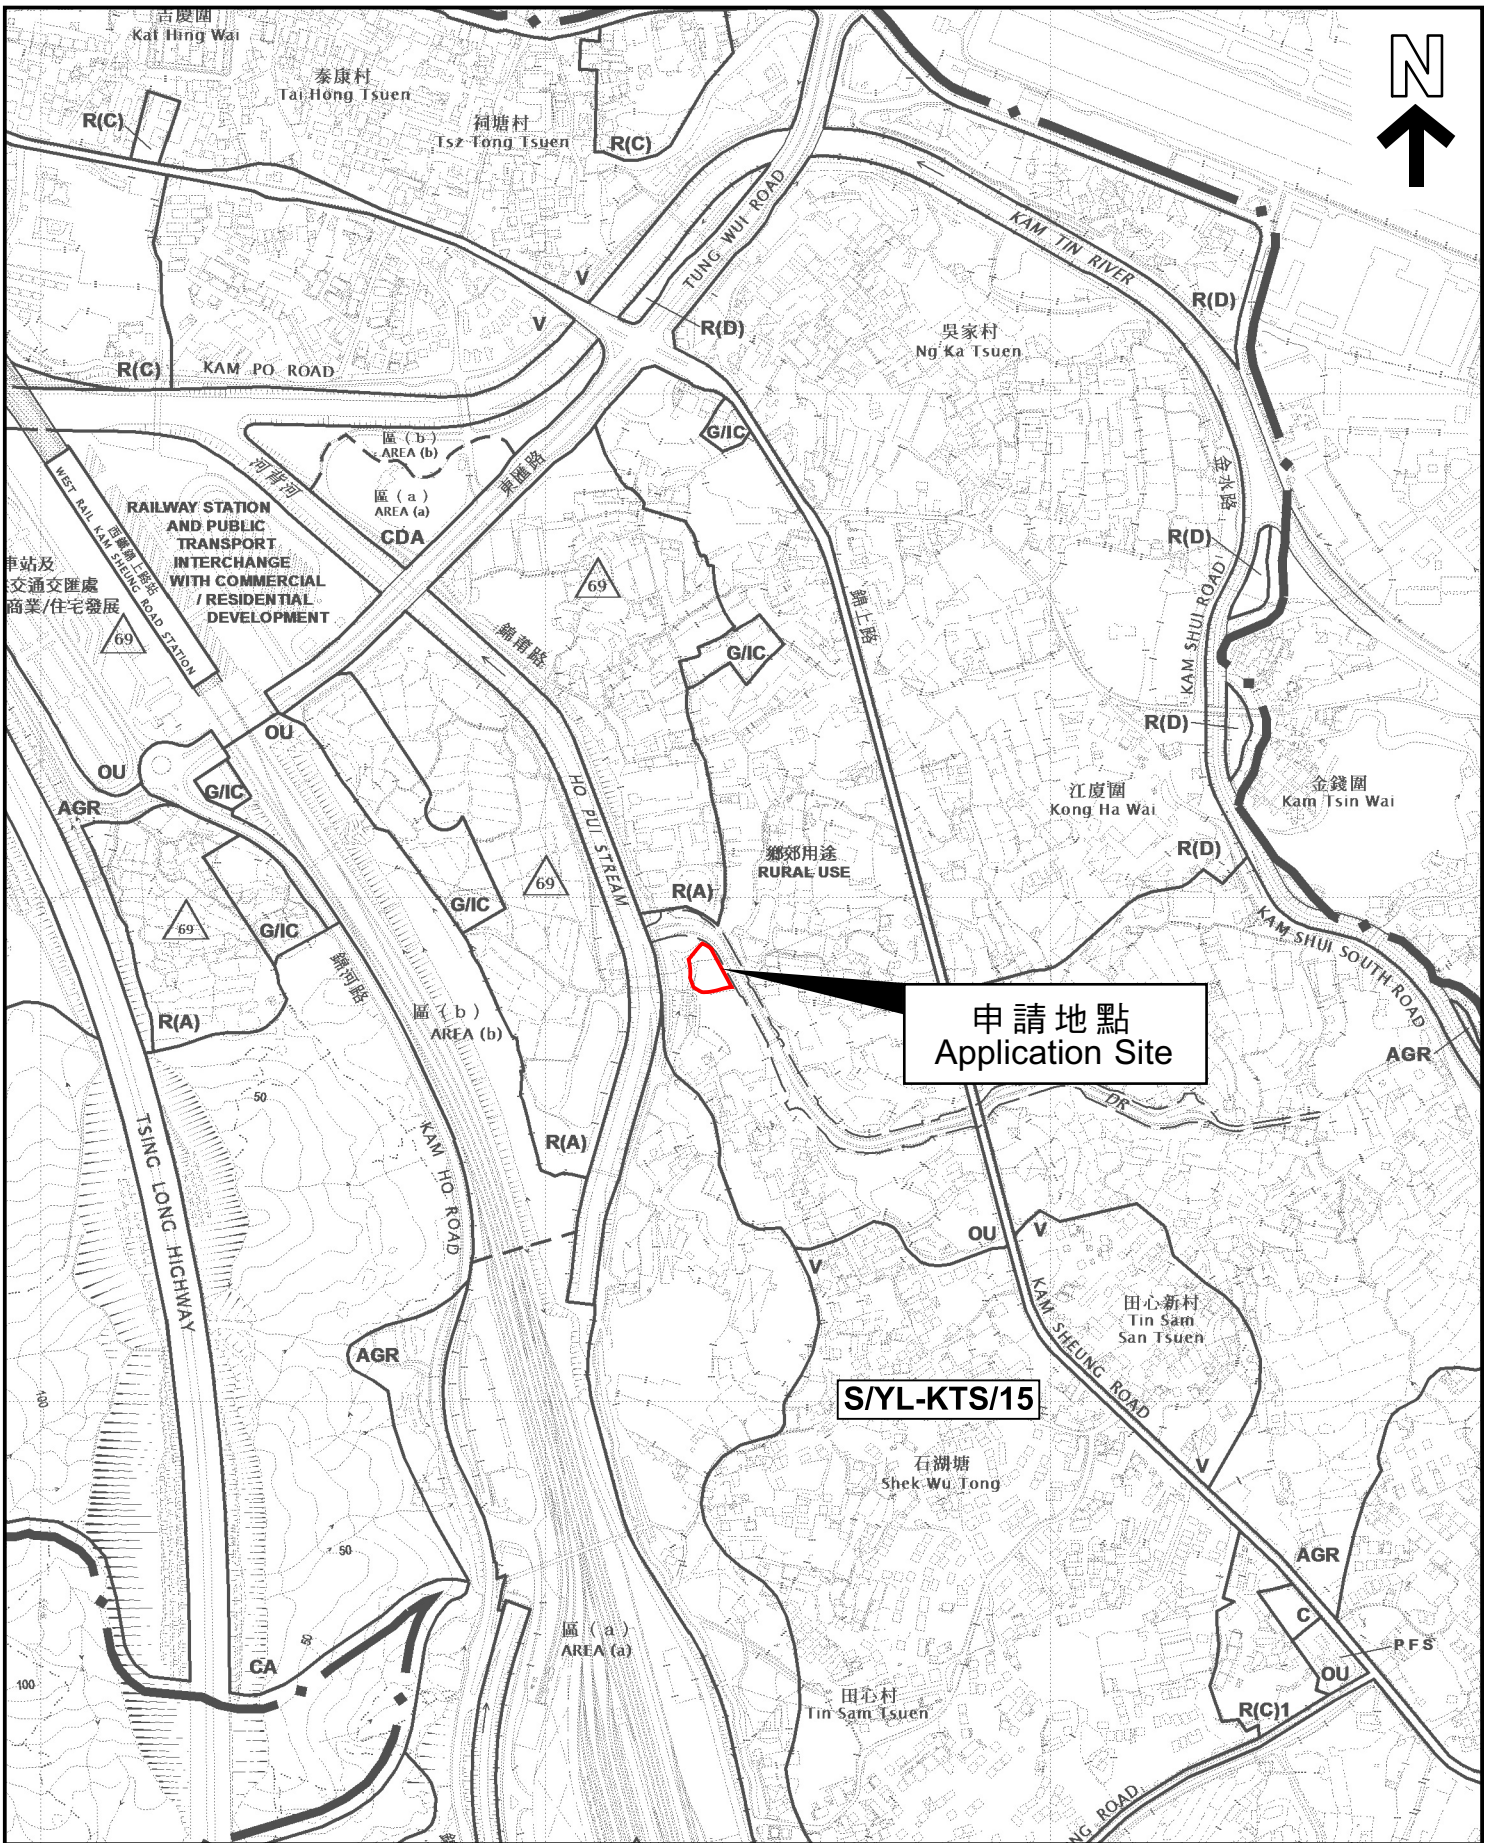 吉慶圍
Kat Hing Wai
泰康村
Tai Hong Tsuen
祠塘村
Tsz Tong Tsuen
R(C)
R(C)
N
TUNG WUI ROAD
KAM TIN RIVER
V
V
R(D)
R(D)
吳家村
Ng Ka Tsuen
R(C)
KAM PO ROAD
G/IC
區 ( b )
AREA (b)
區 ( a )
AREA (a)
CDA
河背河
東匯路
WEST RAIL KAM SHEUNG ROAD STATION
西鐵錦上路站
RAILWAY STATION
AND PUBLIC
TRANSPORT
INTERCHANGE
WITH COMMERCIAL
/ RESIDENTIAL
DEVELOPMENT
車站及
交通交匯處
商業/住宅發展
69
69
錦莆路
錦上路
金水路
R(D)
KAM SHUI ROAD
G/IC
R(D)
OU
OU
G/IC
AGR
HO PUI STREAM
江廈圍
Kong Ha Wai
金錢圍
Kam Tsin Wai
鄉郊用途
RURAL USE
R(D)
69
R(A)
G/IC
69
G/IC
KAM SHUI SOUTH ROAD
錦河路
申請地點
Application Site
區 ( b )
AREA (b)
R(A)
AGR
50
DR
TSING LONG HIGHWAY
KAM HO ROAD
R(A)
OU
V
V
KAM SHEUNG ROAD
田心新村
Tin Sam
San Tsuen
AGR
100
S/YL-KTS/15
石湖塘
Shek Wu Tong
V
50
AGR
C
PFS
OU
區 ( a )
AREA (a)
50
CA
100
田心村
Tin Sam Tsuen
R(C)1
NG ROAD